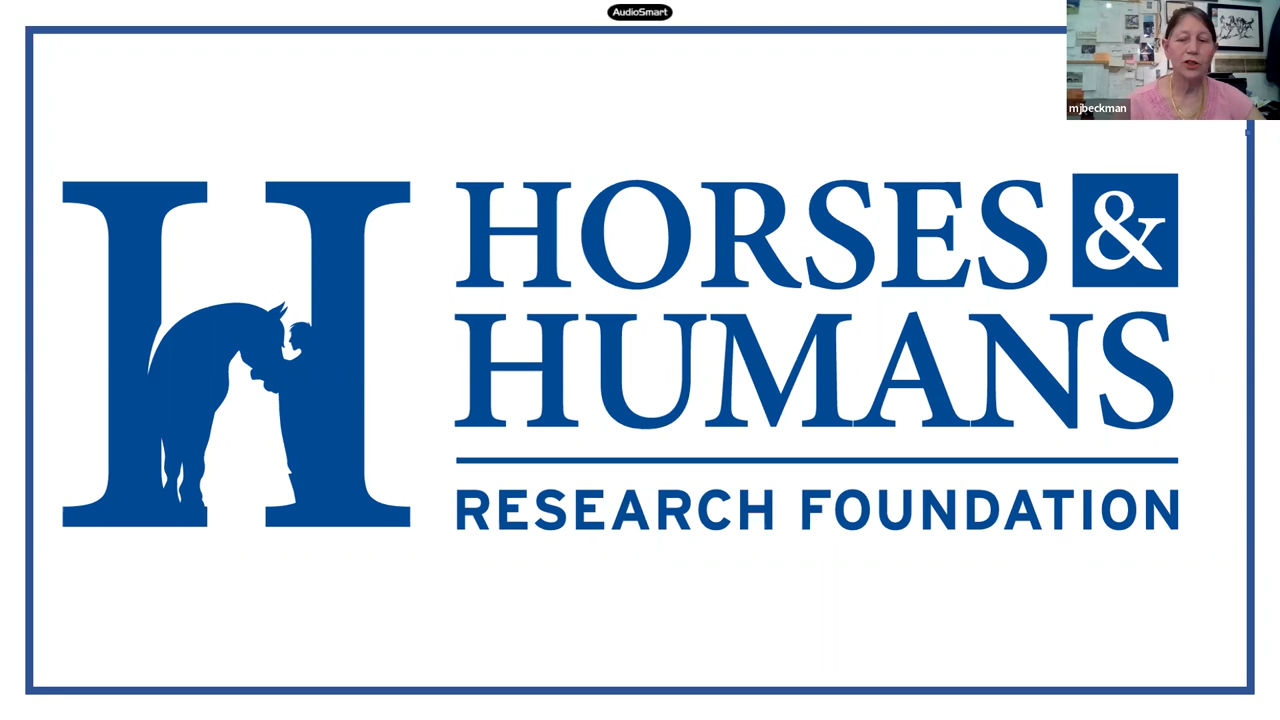 AudioSmart
mjbeckman
HORSES &
HUMANS
RESEARCH FOUNDATION